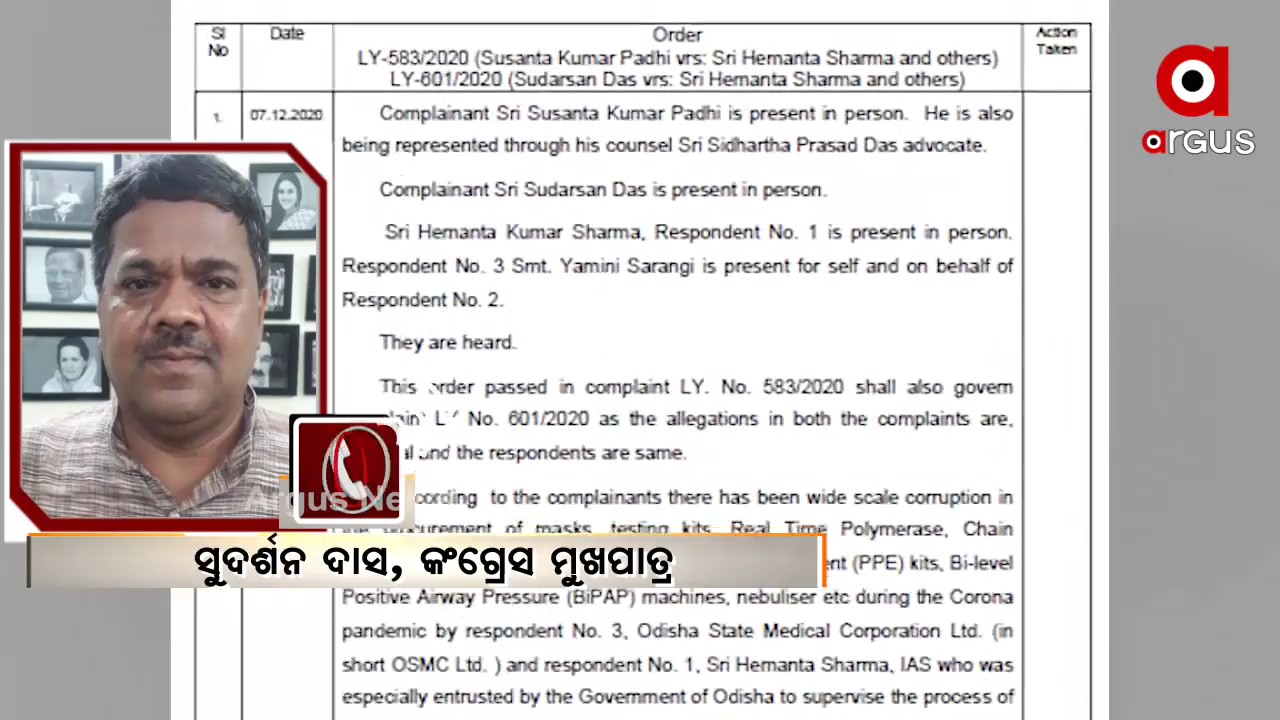 Sl No
Date
Order
Action Taken
LY-583/2020 (Susanta Kumar Padhi vrs: Sri Hemanta Sharma and others)
LY-601/2020 (Sudarsan Das vrs: Sri Hemanta Sharma and others)
1.
07.12.2020
Complainant Sri Susanta Kumar Padhi is present in person. He is also
being represented through his counsel Sri Sidhartha Prasad Das advocate.
Complainant Sri Sudarsan Das is present in person.
Sri Hemanta Kumar Sharma, Respondent No. 1 is present in person.
Respondent No. 3 Smt. Yamini Sarangi is present for self and on behalf of
Respondent No. 2.
They are heard.
This order passed in complaint LY. No. 583/2020 shall also govern
No. 601/2020 as the allegations in both the complaints are,
and the respondents are same.
to the complainants there has been wide scale corruption in
procurement of masks, testing kits, Real Time Polymerase, Chain
(PPE) kits, Bi-level
Positive Airway Pressure (BiPAP) machines, nebuliser etc during the Corona
pandemic by respondent No. 3, Odisha State Medical Corporation Ltd. (in
short OSMC Ltd. ) and respondent No. 1, Sri Hemanta Sharma, IAS who was
especially entrusted by the Government of Odisha to supervise the process of
argus
Argus
ସୁଦର୍ଶନ ଦାସ, କଂଗ୍ରେସ ମୁଖପାତ୍ର